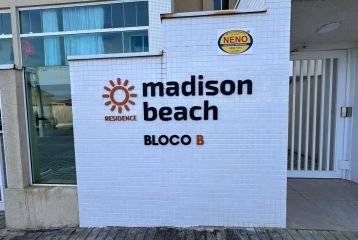 NENO
madison
beach
RESIDENCE
BLOCO B